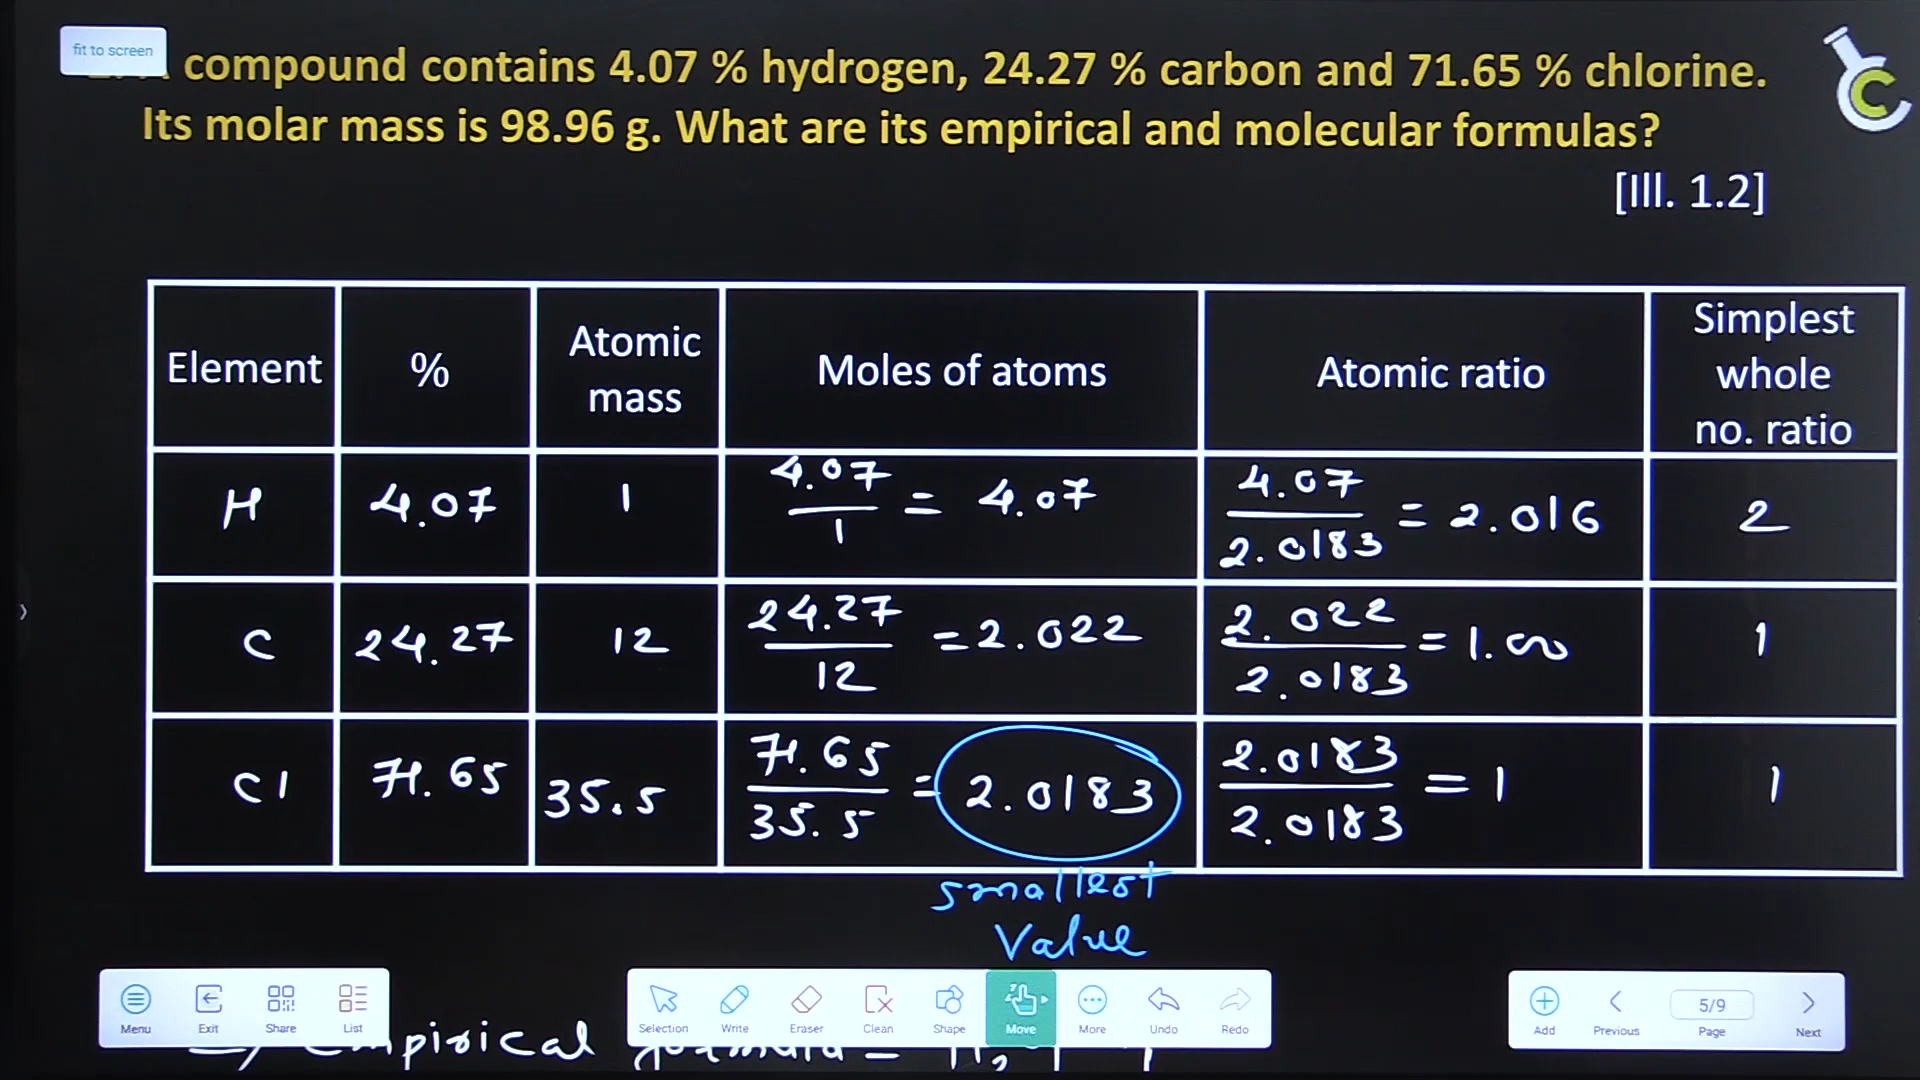 fit to screen
compound contains 4.07 % hydrogen, 24.27 % carbon and 71.65 % chlorine.
Its molar mass is 98.96 g. What are its empirical and molecular formulas?
[Ill. 1.2]
C
Element % Atomic mass Moles of atoms Atomic ratio Simplest whole no. ratio
H 4.07 1 4.07/1 = 4.07 4.07/2.0183 = 2.016 2
C 24.27 12 24.27/12 = 2.022 2.022/2.0183 = 1.00 1
Cl 71.65 35.5 71.65/35.5 = 2.0183 2.0183/2.0183 = 1 1
smallest
Value
Menu Exit Share List Selection Write Eraser Clean Shape Move More Undo Redo Add Previous 5/9 Page Next